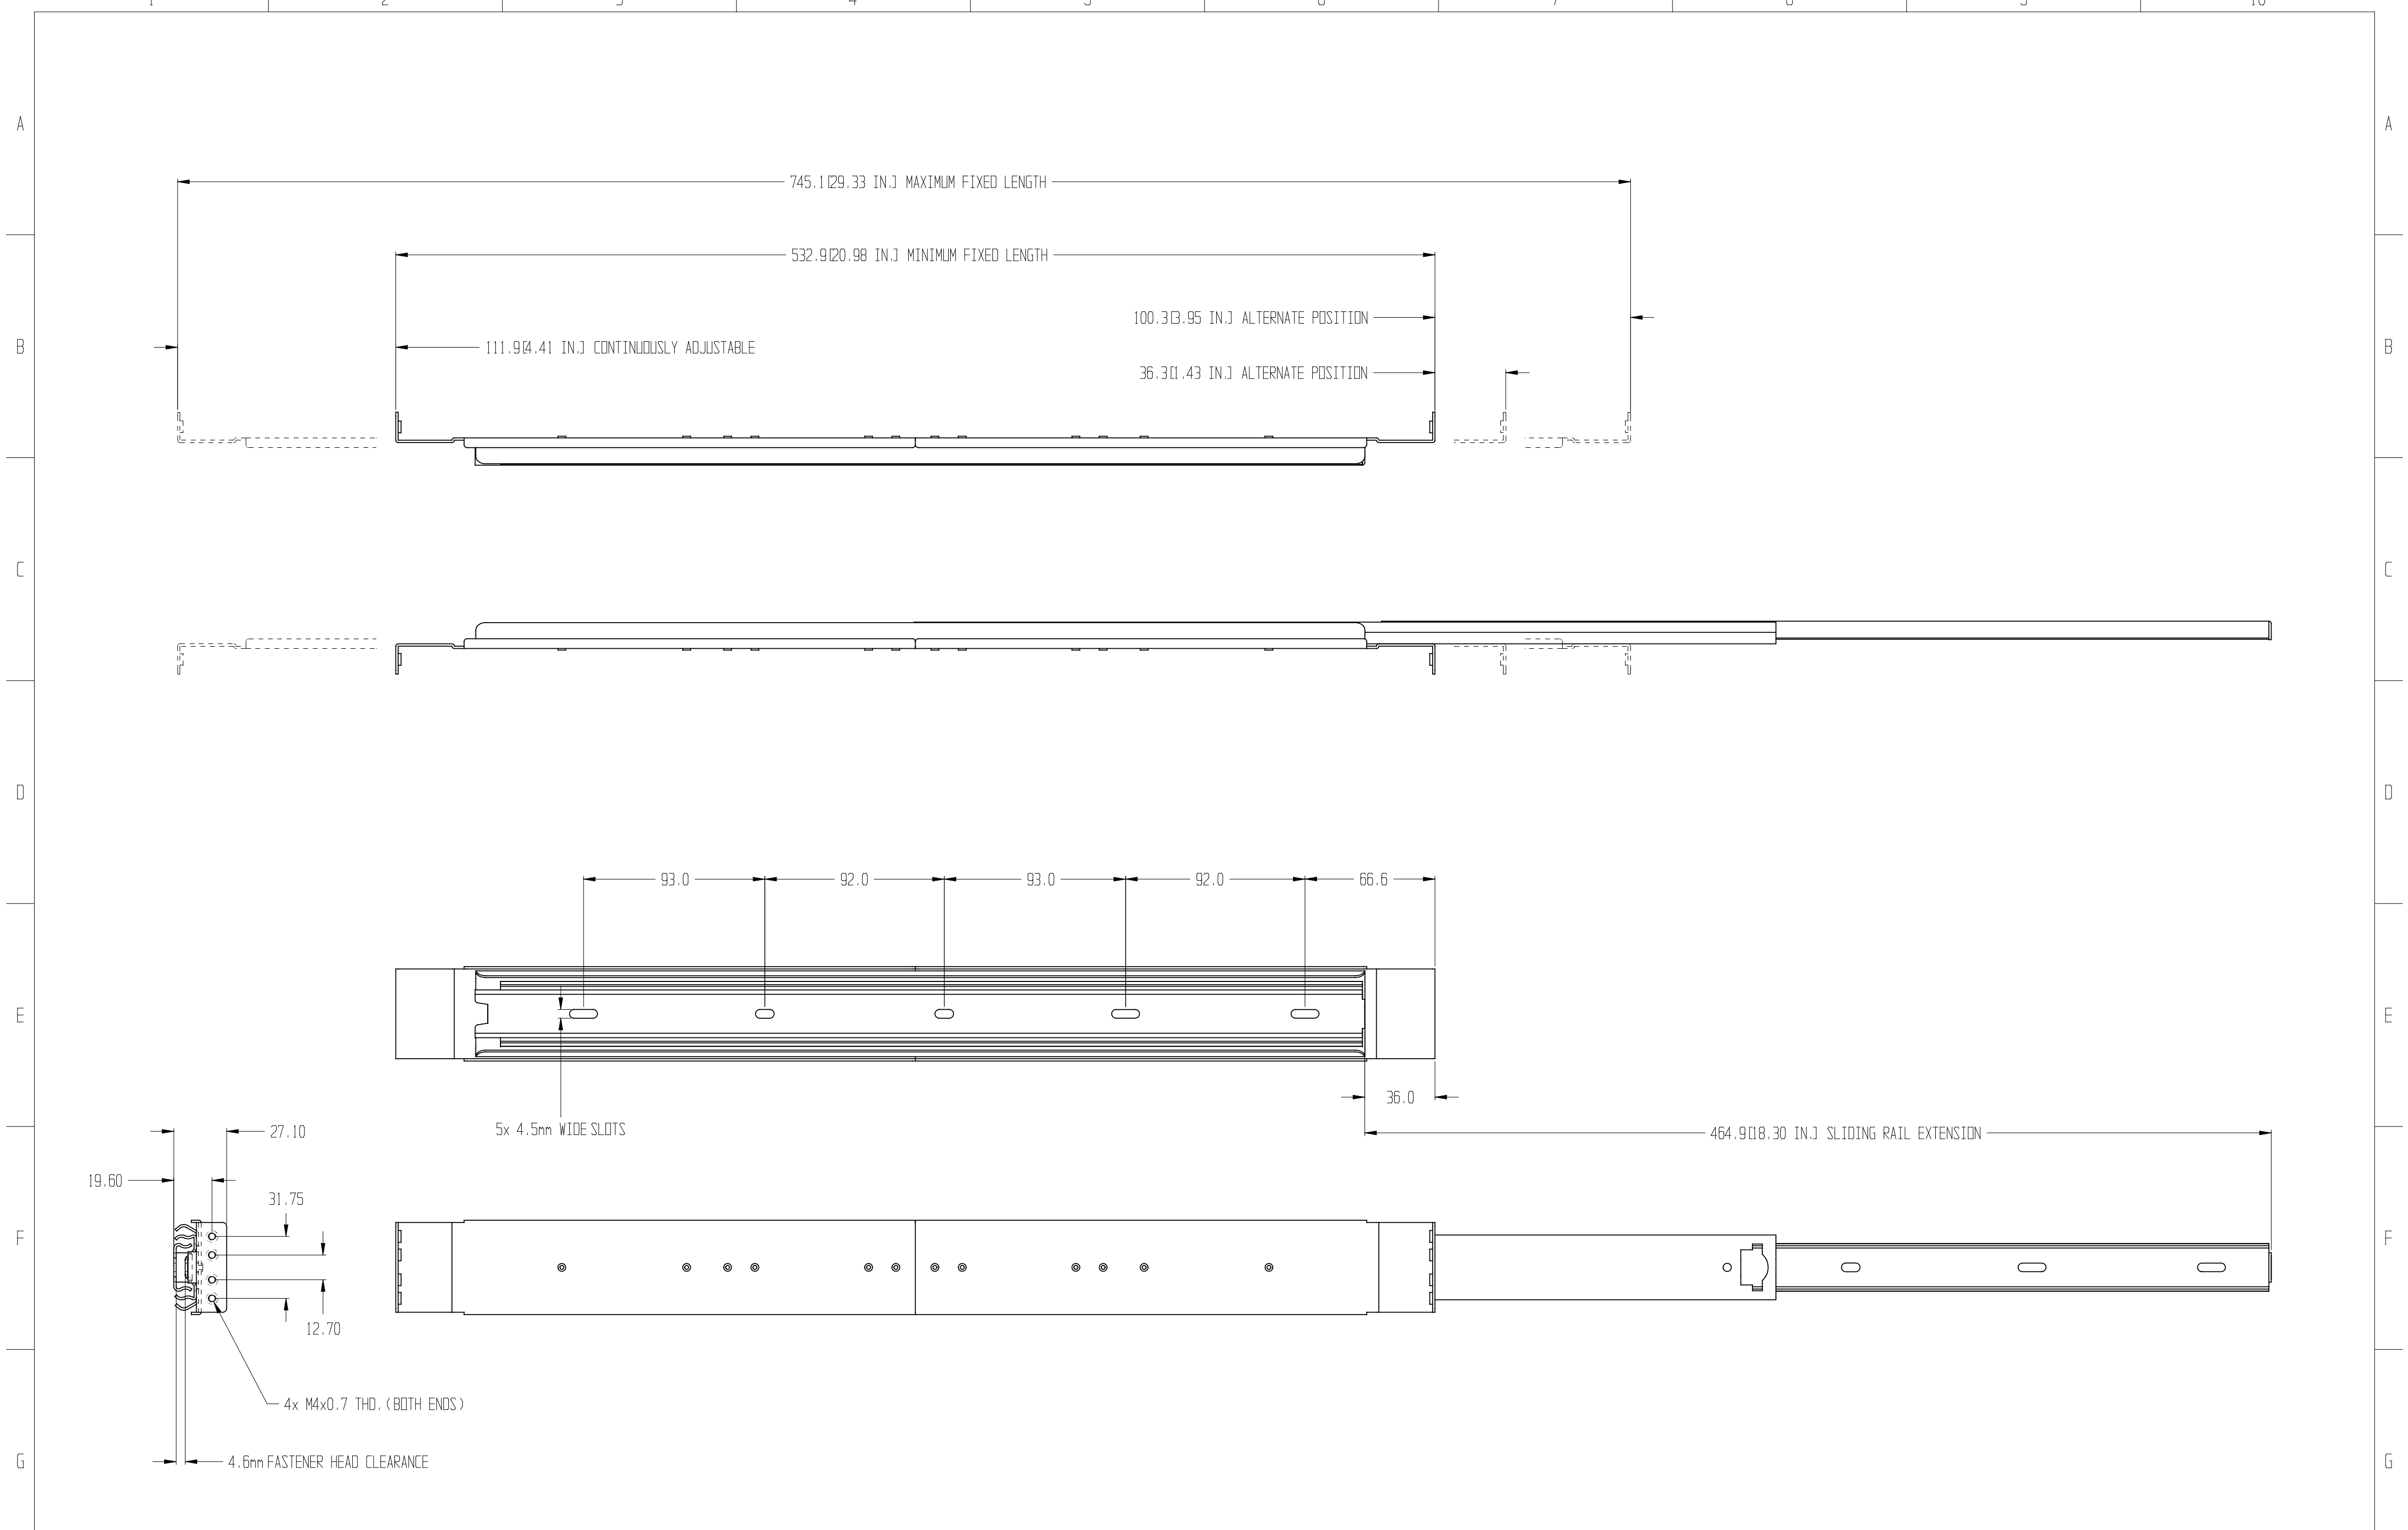 A A
745.1[29.33 IN.] MAXIMUM FIXED LENGTH
532.9[20.98 IN.] MINIMUM FIXED LENGTH
100.3[3.95 IN.] ALTERNATE POSITION
B B
111.9[4.41 IN.] CONTINUOUSLY ADJUSTABLE
36.3[1.43 IN.] ALTERNATE POSITION
C C
D D
93.0 92.0 93.0 92.0 66.6
E E
36.0
5x 4.5mm WIDE SLOTS
27.10
464.9[18.30 IN.] SLIDING RAIL EXTENSION
19.60
31.75
F F
12.70
4x M4x0.7 THD. (BOTH ENDS)
4.6mm FASTENER HEAD CLEARANCE
G G